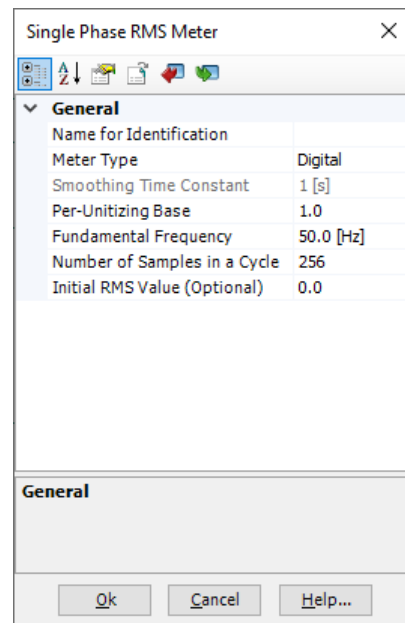 Single Phase RMS Meter
General
Name for Identification
Meter Type Digital
Smoothing Time Constant 1 [s]
Per-Unitizing Base 1.0
Fundamental Frequency 50.0 [Hz]
Number of Samples in a Cycle 256
Initial RMS Value (Optional) 0.0
General
Ok Cancel Help...